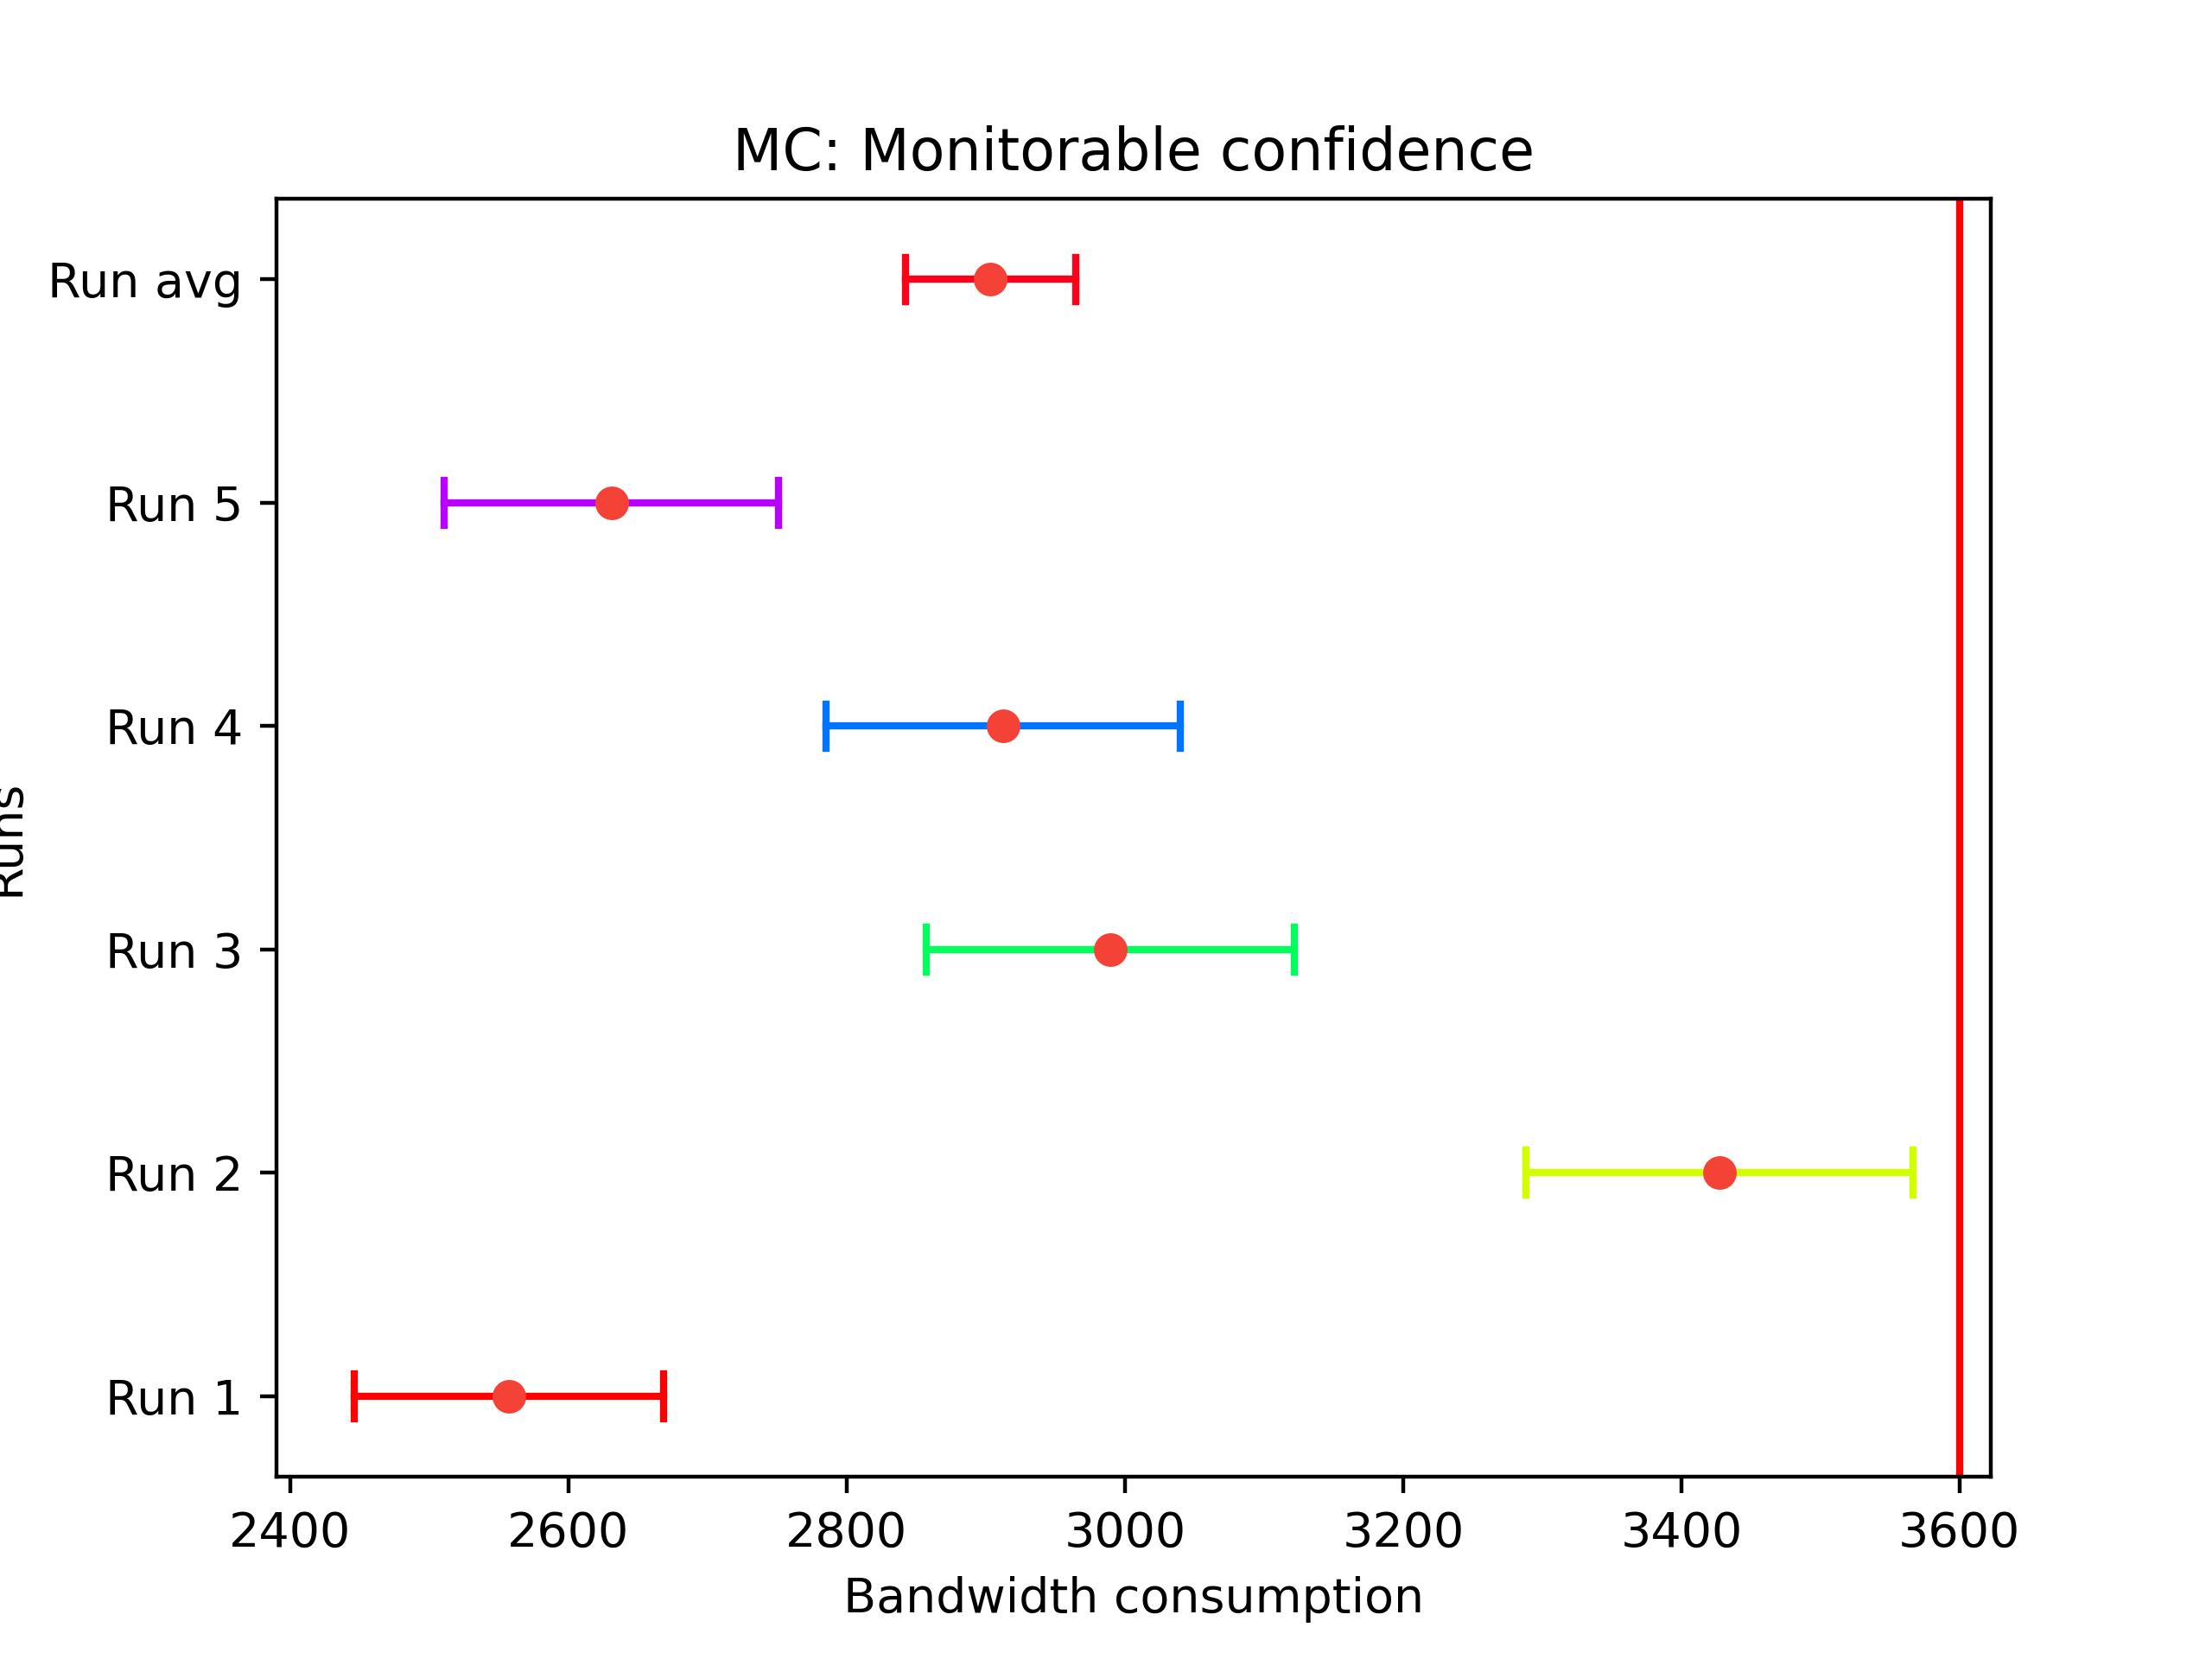 MC: Monitorable confidence
Run avg
Run 5
Run 4
Runs
Run 3
Run 2
Run 1
2400 2600 2800 3000 3200 3400 3600
Bandwidth consumption